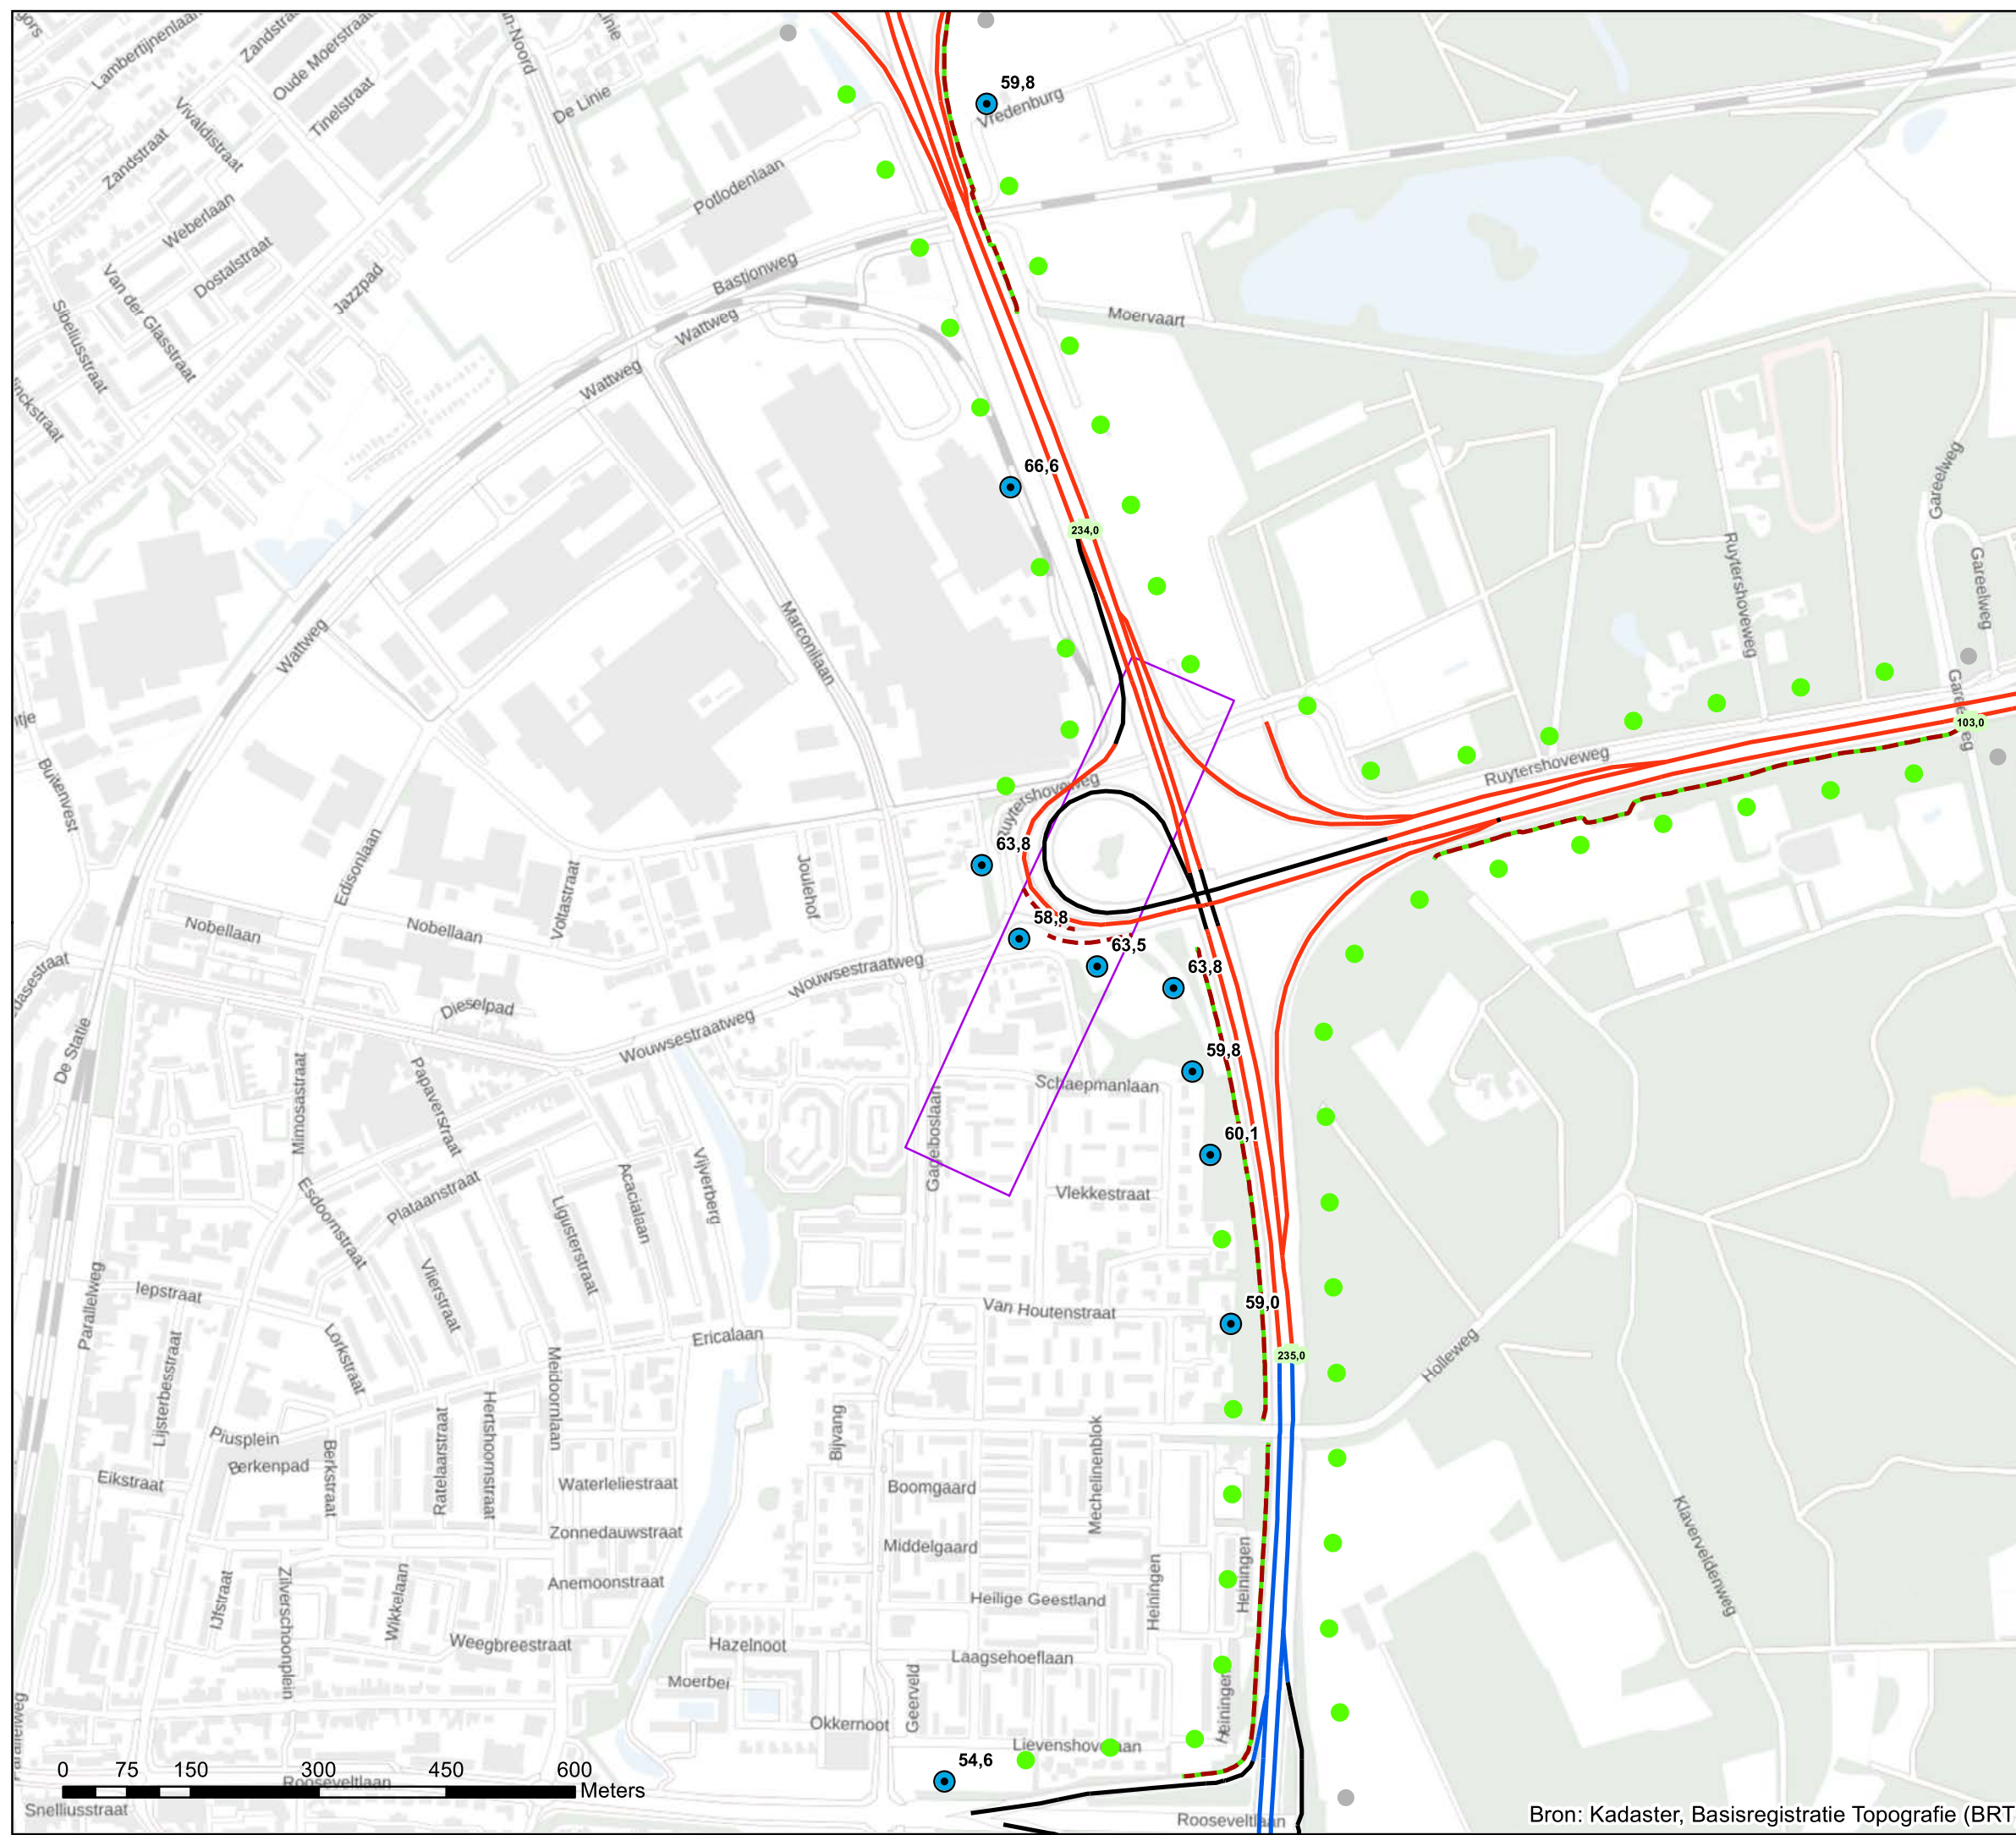 Lambertijnenlaan
Zandstra
Oude Moerstraat
Vivaldistraat
Tinelstraat
Zandstraat
De Linie
59,8
Vredenburg
Potlodenlaan
Weberlaan
Dostalstraat
Van der Glasstraat
Jazzpad
Bastionweg
Sibeliusstraat
Wattweg
Moervaart
Wattweg
66,6
234,0
Gareelweg
Gareelweg
Ruytershoveweg
Marconilaan
Wattweg
103,0
Buitenvest
Ruytershoveweg
Ruytershoveweg
63,8
Edisonlaan
Joulehof
Voltastraat
Nobellaan
Nobellaan
58,8
63,5
63,8
Wouwsestraatweg
Dieselpad
Wouwsestraatweg
De Statie
59,8
Schaepmanlaan
Mimosastraat
Papaverstraat
60,1
Gageiboslaan
Vijverberg
Acacialaan
Vlekkestraat
Plataanstraat
Esdoornstraat
Ligusterstraat
Iepstraat
Vlierstraat
Parallelweg
59,0
Van Houtenstraat
Ericalaan
235,0
Holleweg
Lorkstraat
Lijsterbestraat
Meidoornlaan
Hertshoornstraat
Ratelaarstraat
Bijvang
Mechelinenblok
Piusplein
Berkenpad
Berkstraat
Eikstraat
Waterleliestraat
Boomgaard
Zonnedauwstraat
Middelgaard
Klaverveldenweg
Anemoonstraat
Heilige Geestland
Heiningen
Heiningen
IJfstraat
Zilverschoonplein
Wikkelaan
Weegbreestraat
Hazelnoot
Laagsehoeflaan
Moerbei
Geerveld
Heiningen
Okkernoot
Lievenshovelaan
54,6
0 75 150 300 450 600
Meters
Rooseveltlaan
Snelliusstraat
Rooseveltlaan
Bron: Kadaster, Basisregistratie Topografie (BRT